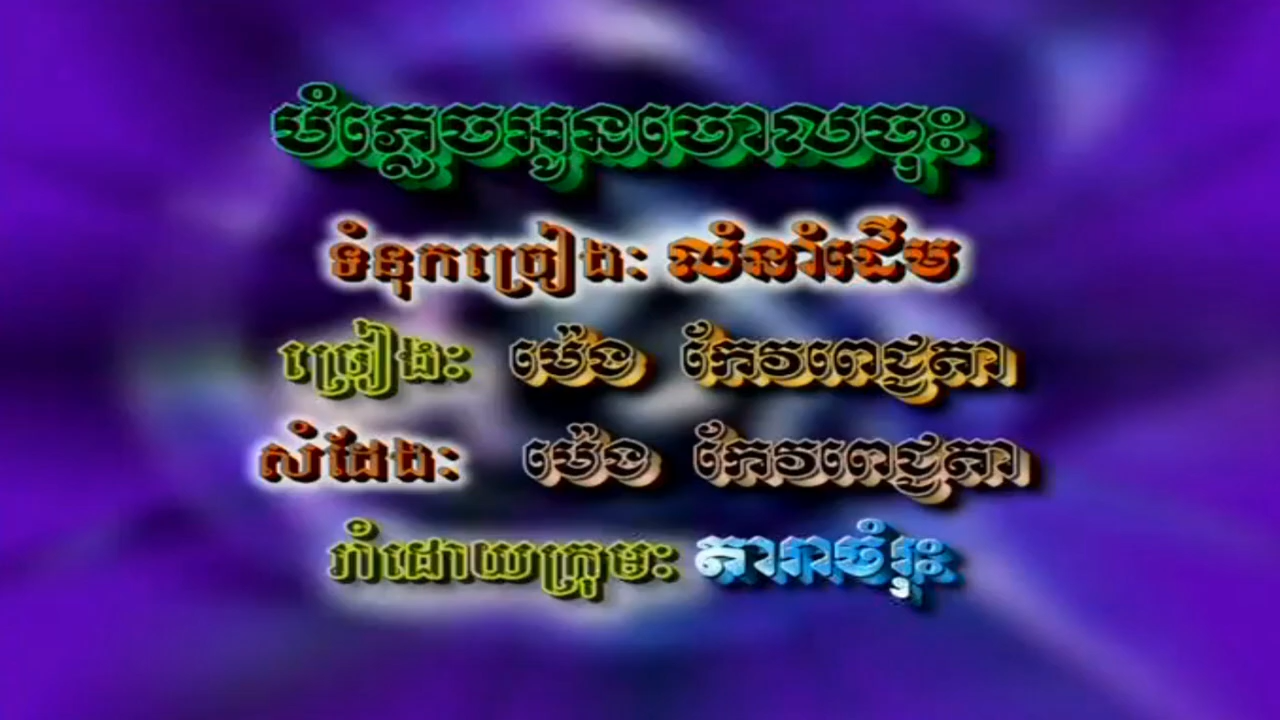 បំភ្លេចអូនចោលចុះ
ទំនុកច្រៀងៈ លំនាំដើម
ច្រៀង៖ ម៉េង កែវពេជ្ជតា
សំដែងៈ ម៉េង កែវពេជ្ជតា
រាំដោយក្រុម៖ តារាចំរុះ